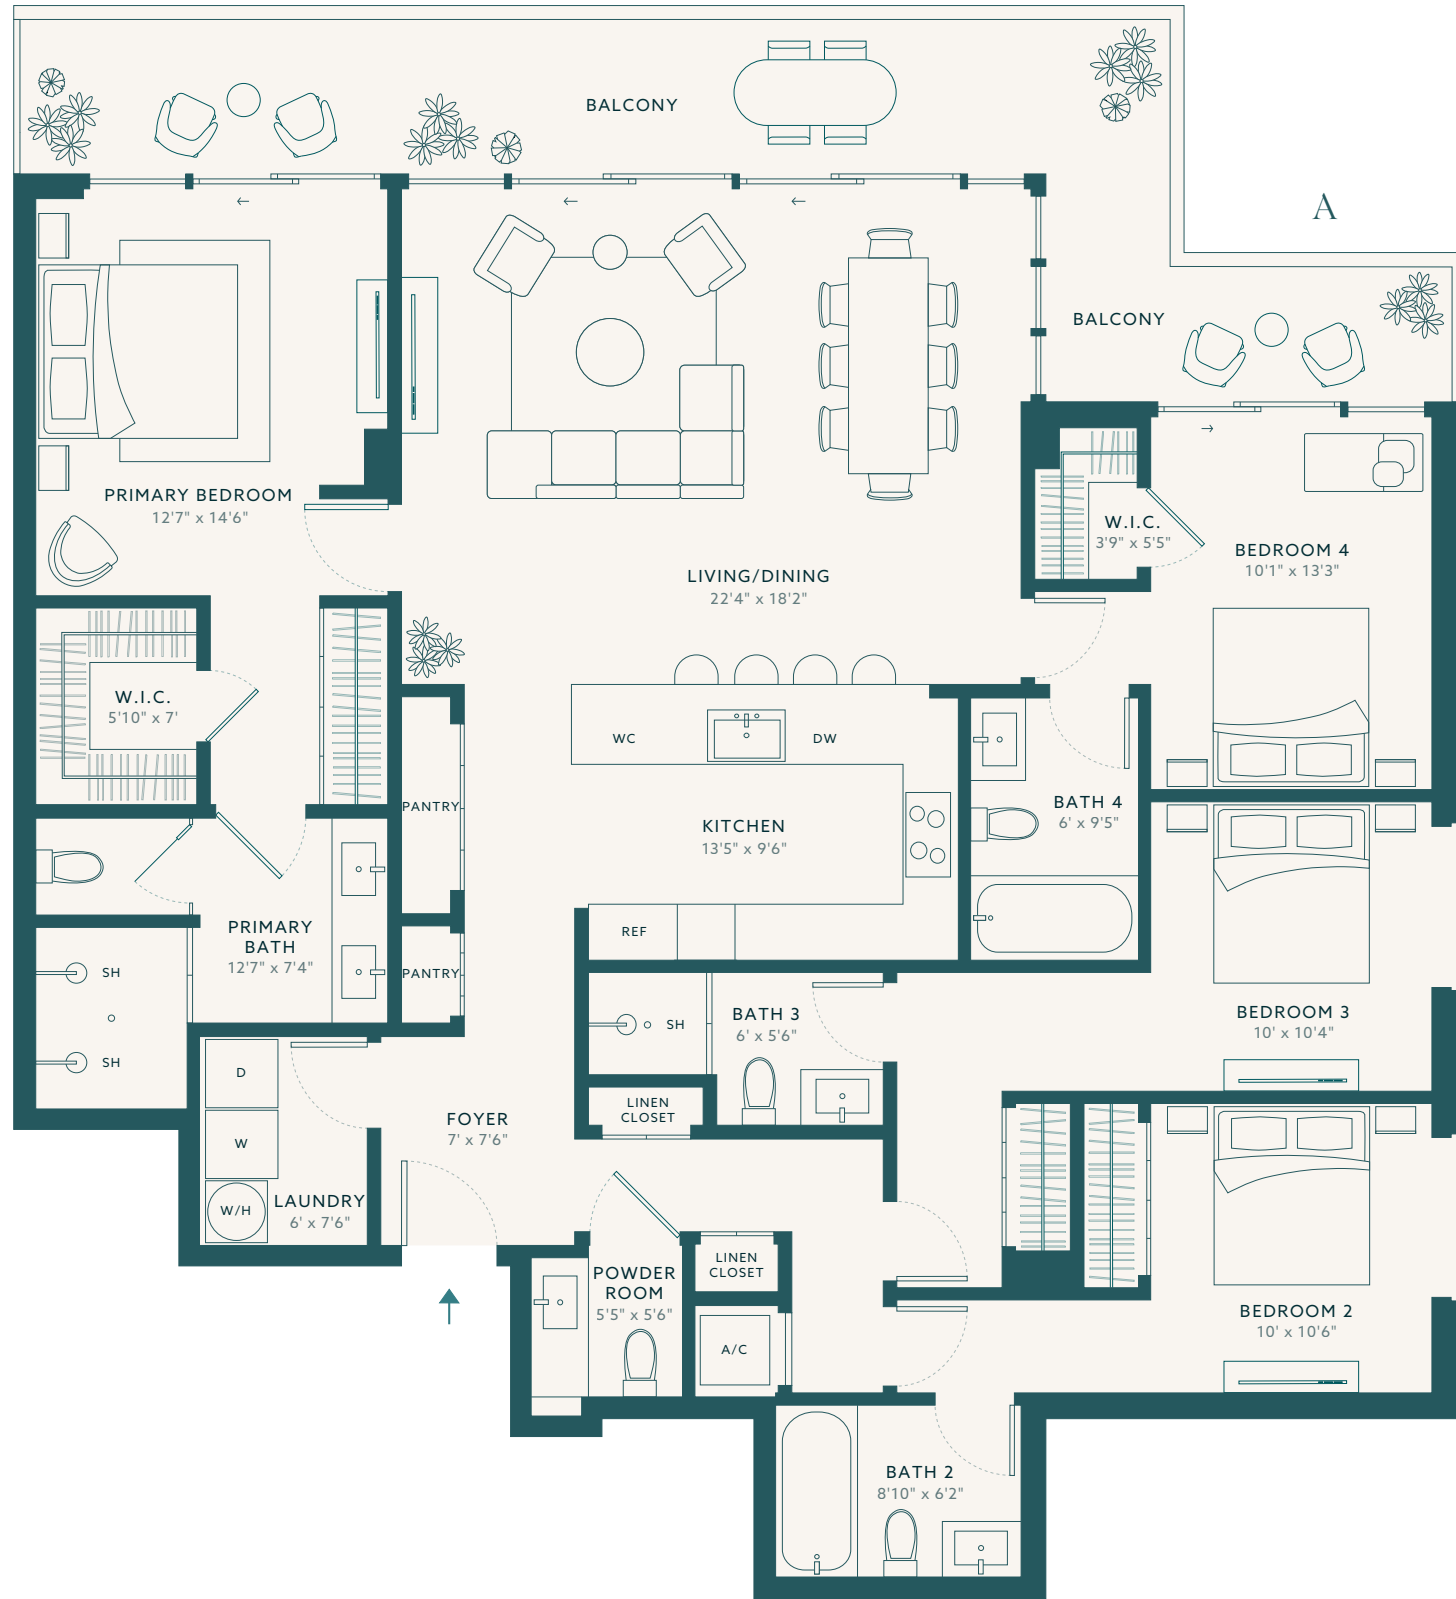 BALCONY
A
BALCONY
PRIMARY BEDROOM
12'7" x 14'6"
W.I.C.
3'9" x 5'5"
BEDROOM 4
10'1" x 13'3"
LIVING/DINING
22'4" x 18'2"
W.I.C.
5'10" x 7'
WC
DW
PANTRY
KITCHEN
13'5" x 9'6"
BATH 4
6' x 9'5"
PRIMARY
BATH
12'7" x 7'4"
REF
SH
PANTRY
SH
SH
BATH 3
6' x 5'6"
BEDROOM 3
10' x 10'4"
D
LINEN
CLOSET
FOYER
7' x 7'6"
W
W/H
LAUNDRY
6' x 7'6"
LINEN
CLOSET
POWDER
ROOM
5'5" x 5'6"
A/C
BEDROOM 2
10' x 10'6"
BATH 2
8'10" x 6'2"